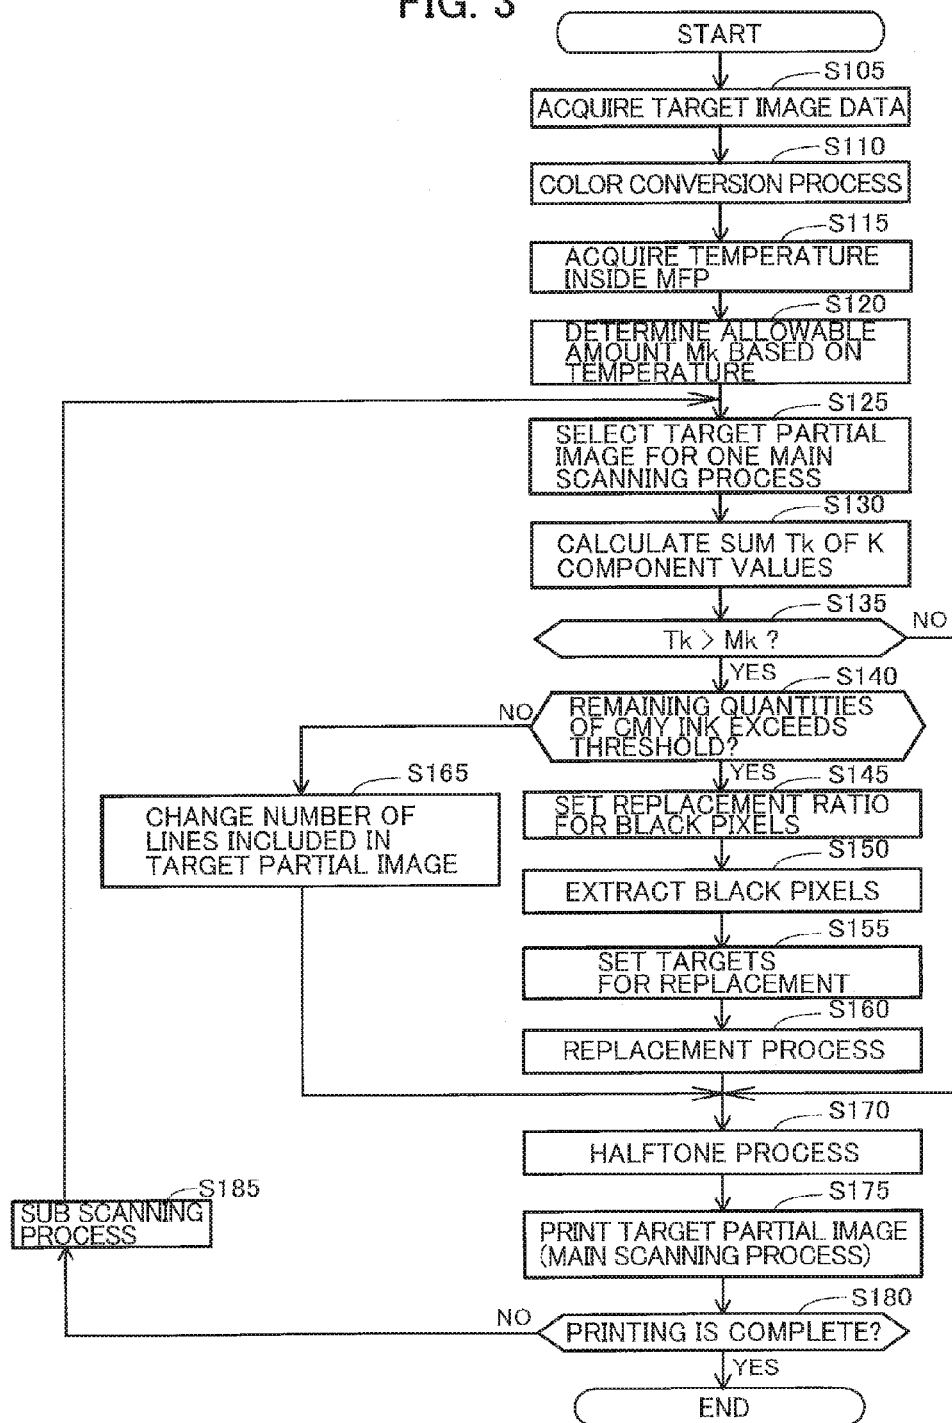 FIG. 3
START
S105
ACQUIRE TARGET IMAGE DATA
S110
COLOR CONVERSION PROCESS
S115
ACQUIRE TEMPERATURE
INSIDE MFP
S120
DETERMINE ALLOWABLE
AMOUNT Mk BASED ON
TEMPERATURE
S125
SELECT TARGET PARTIAL
IMAGE FOR ONE MAIN
SCANNING PROCESS
S130
CALCULATE SUM Tk OF K
COMPONENT VALUES
S135
Tk > Mk ?
NO
YES
S140
REMAINING QUANTITIES
OF CMY INK EXCEEDS
THRESHOLD?
NO
YES
S165
CHANGE NUMBER OF
LINES INCLUDED IN
TARGET PARTIAL IMAGE
S145
SET REPLACEMENT RATIO
FOR BLACK PIXELS
S150
EXTRACT BLACK PIXELS
S155
SET TARGETS
FOR REPLACEMENT
S160
REPLACEMENT PROCESS
S170
HALFTONE PROCESS
S175
PRINT TARGET PARTIAL IMAGE
(MAIN SCANNING PROCESS)
S185
SUB SCANNING
PROCESS
S180
PRINTING IS COMPLETE?
NO
YES
END